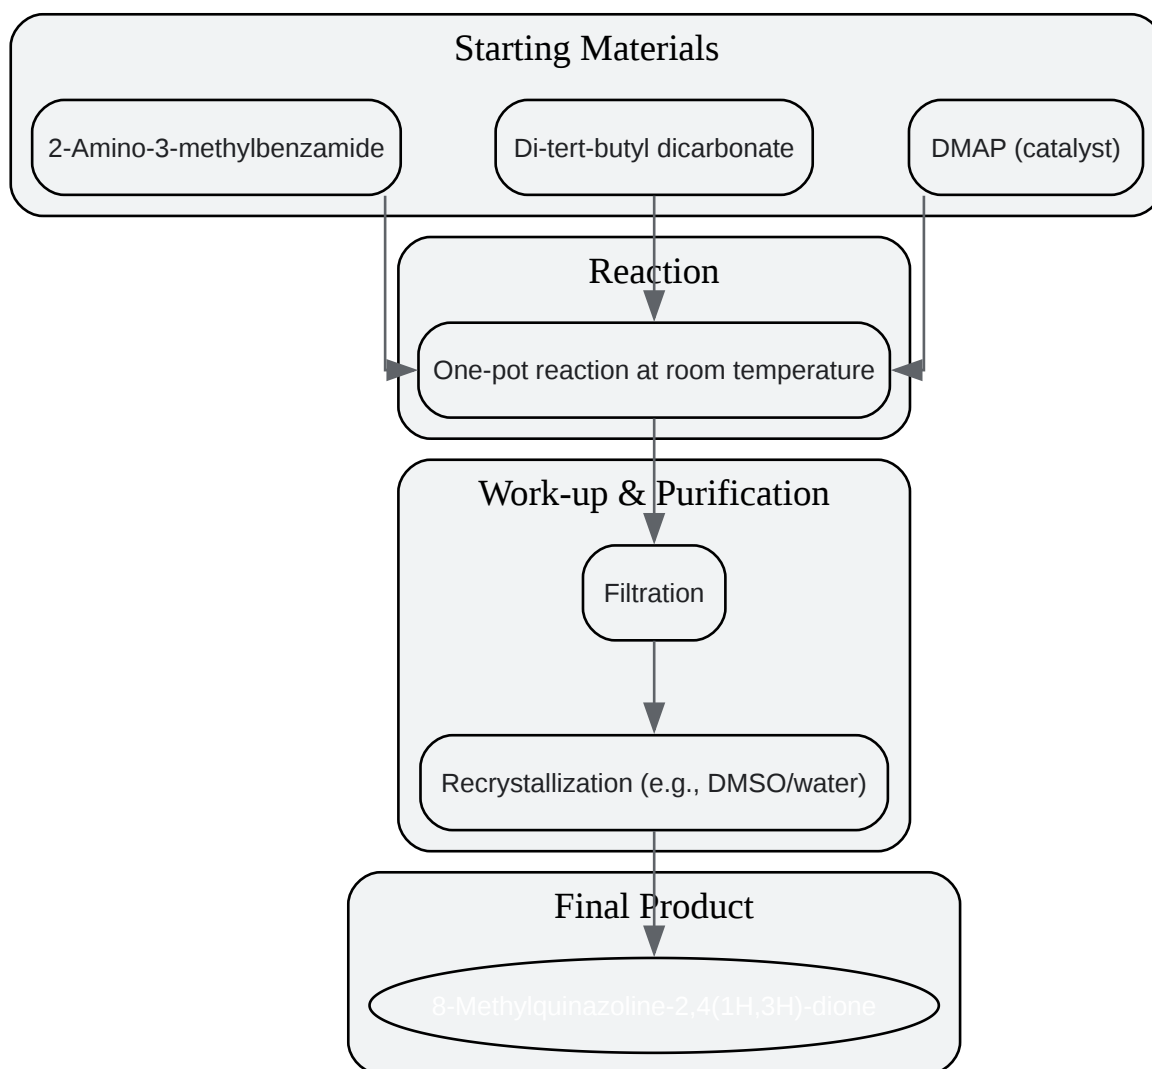 Starting Materials
2-Amino-3-methylbenzamide
Di-tert-butyl dicarbonate
DMAP (catalyst)
Reaction
One-pot reaction at room temperature
Work-up & Purification
Filtration
Recrystallization (e.g., DMSO/water)
Final Product
8-Methylquinazoline-2,4(1H,3H)-dione